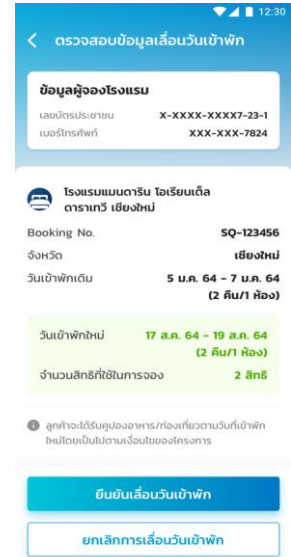 12:30
ตรวจสอบข้อมูลเลื่อนวันเข้าพัก
ข้อมูลผู้จองโรงแรม
เลขบัตรประชาชน X-XXXX-XXXX7-23-1
เบอร์โทรศัพท์ XXX-XXX-7824
โรงแรมแมนดาริน โอเรียนเต็ล
ดาราเทวี เชียงใหม่
Booking No. SQ-123456
จังหวัด เชียงใหม่
วันเข้าพักเดิม 5 ม.ค. 64 - 7 ม.ค. 64
(2 คืน/1 ห้อง)
วันเข้าพักใหม่ 17 ส.ค. 64 - 19 ส.ค. 64
(2 คืน/1 ห้อง)
จำนวนสิทธิที่ใช้ในการจอง 2 สิทธิ
ลูกค้าจะได้รับคูปองอาหาร/ท่องเที่ยวตามวันที่เข้าพัก
ใหม่โดยเป็นไปตามเงื่อนไขของโครงการ
ยืนยันเลื่อนวันเข้าพัก
ยกเลิกการเลื่อนวันเข้าพัก